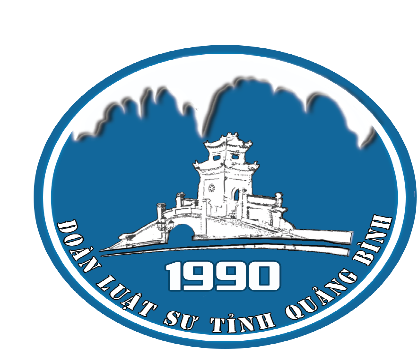 1990
ĐOÀN LUẬT SƯ TỈNH QUẢNG BÌNH